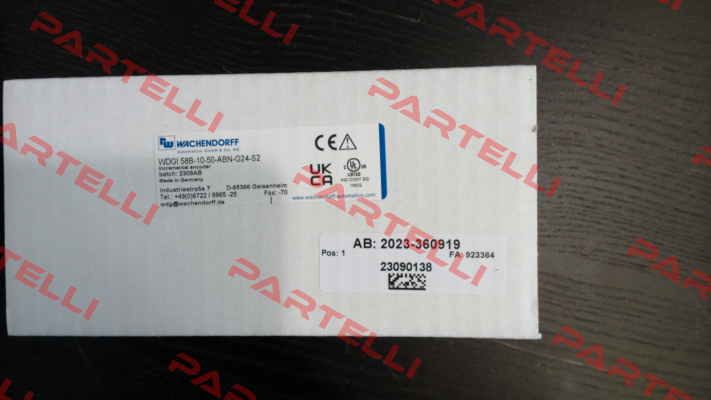 WACHENDORFF
Automation GmbH & Co. KG
WDGI 58B-10-50-ABN-G24-S2
incremental encoder
batch: 2309AB
Made in Germany
Industriestraße 7 D-65366 Geisenheim
Tel.: +49(0)6722 / 9965 -25 Fax: -70
wdg@wachendorff.de
CE
UK
CA
UL
LISTED
IND.CONT.EQ
1W22
www.wachendorff-automation.com
AB: 2023-360919
Pos: 1 FA: 923364
23090138
PARTELLI
PARTELLI
PARTELLI
PARTELLI
PARTELLI
PARTELLI
PARTELLI